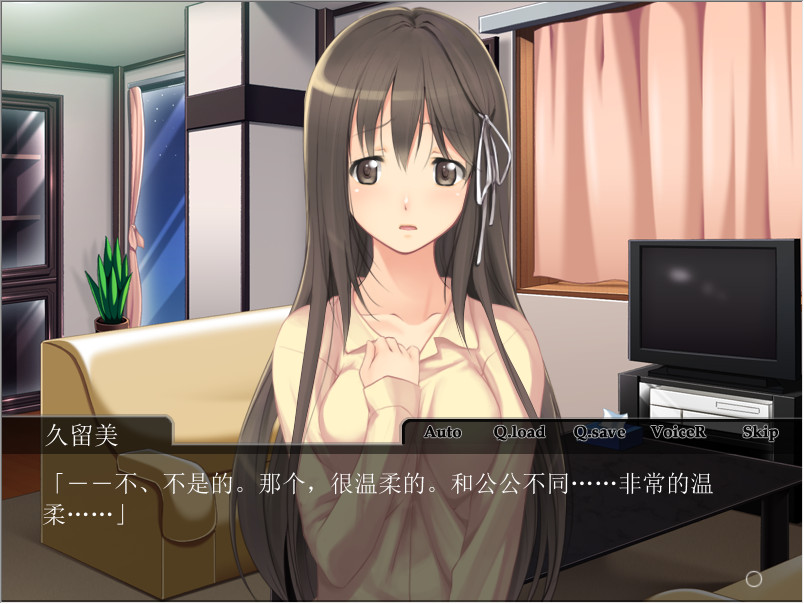 久留美
Auto Q.load Q.save VoiceR Skip
「－－不、不是的。那个，很温柔的。和公公不同……非常的温
柔……」